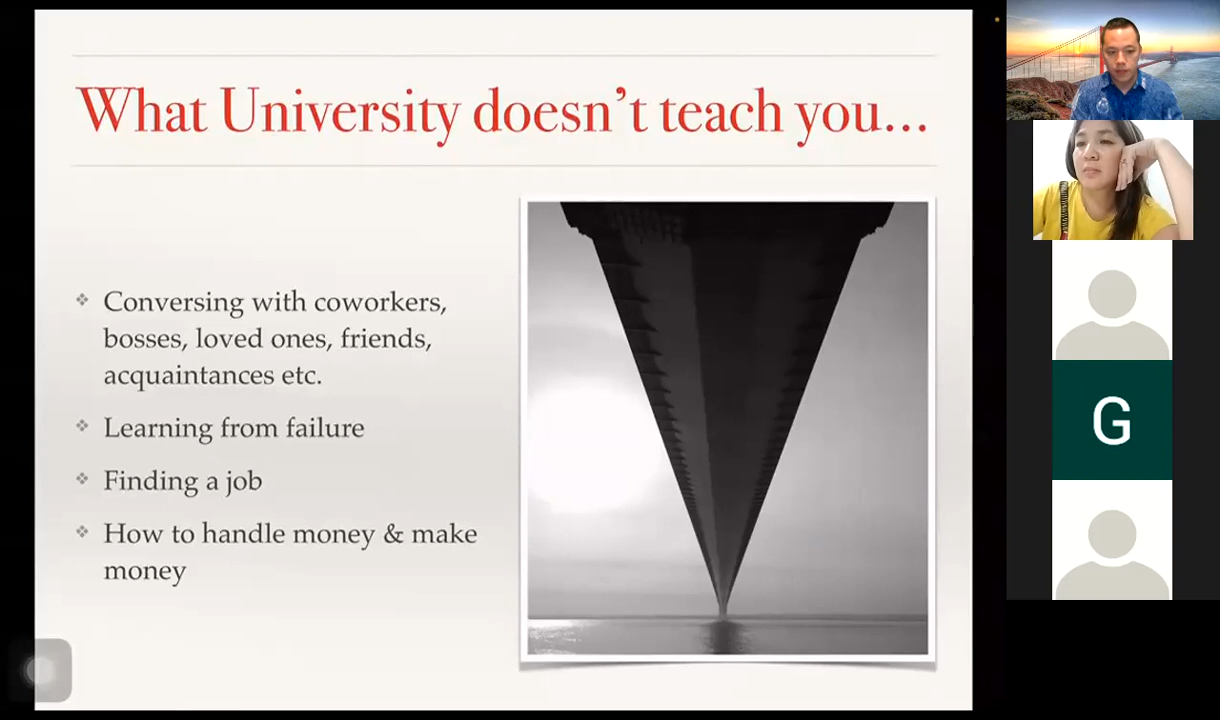 What University doesn't teach you...
Conversing with coworkers,
bosses, loved ones, friends,
acquaintances etc.
Learning from failure
Finding a job
How to handle money & make
money
G